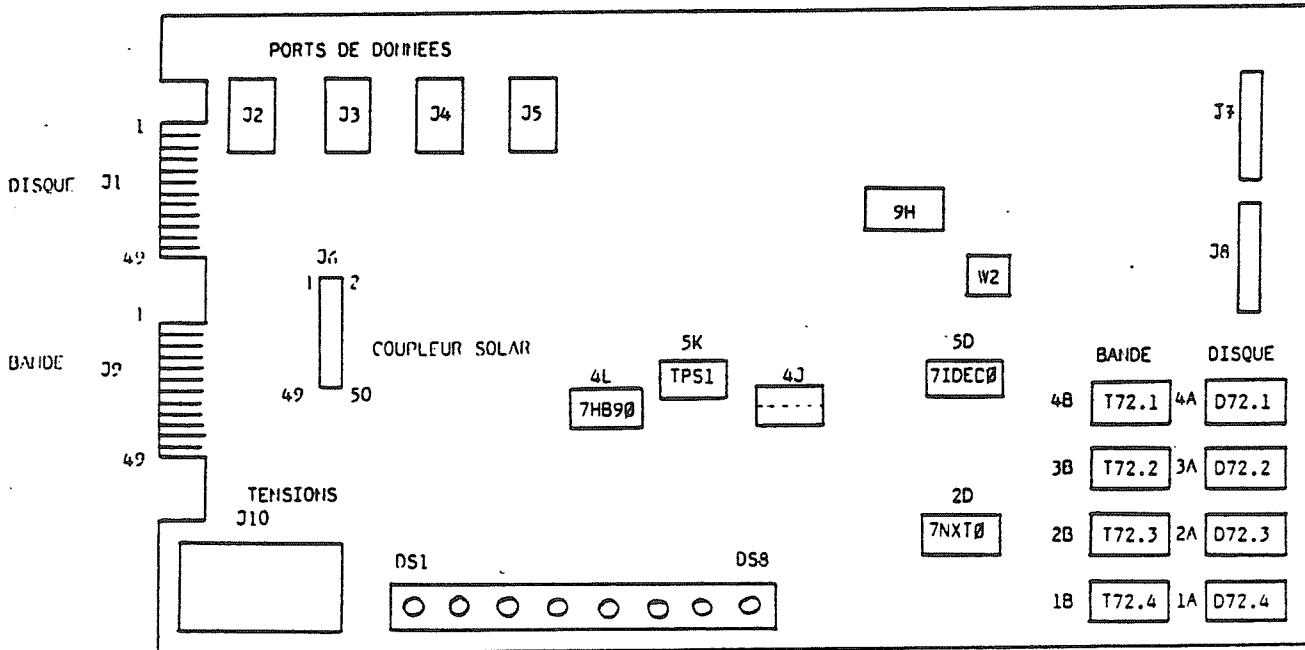 PORTS DE DONNEES
J2 J3 J4 J5
J7
1
DISQUE J1
9H
49
J6
J8
1 2
W2
1
COUPLEUR SOLAR
BANDE J9
5K
5D
BANDE DISQUE
4L TPS1 4J 7IDEC0
49 50
7HB90
4B T72.1 4A D72.1
49
3B T72.2 3A D72.2
TENSIONS
J10
2D
7NXT0
2B T72.3 2A D72.3
DS1 DS8
1B T72.4 1A D72.4